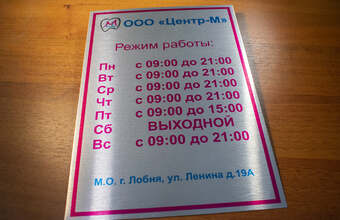 М ООО «Центр-М»
Режим работы:
Пн с 09:00 до 21:00
Вт с 09:00 до 21:00
Ср с 09:00 до 21:00
Чт с 09:00 до 21:00
Пт с 09:00 до 15:00
Сб ВЫХОДНОЙ
Вс с 09:00 до 21:00
М.О. г. Лобня, ул. Ленина д.19А